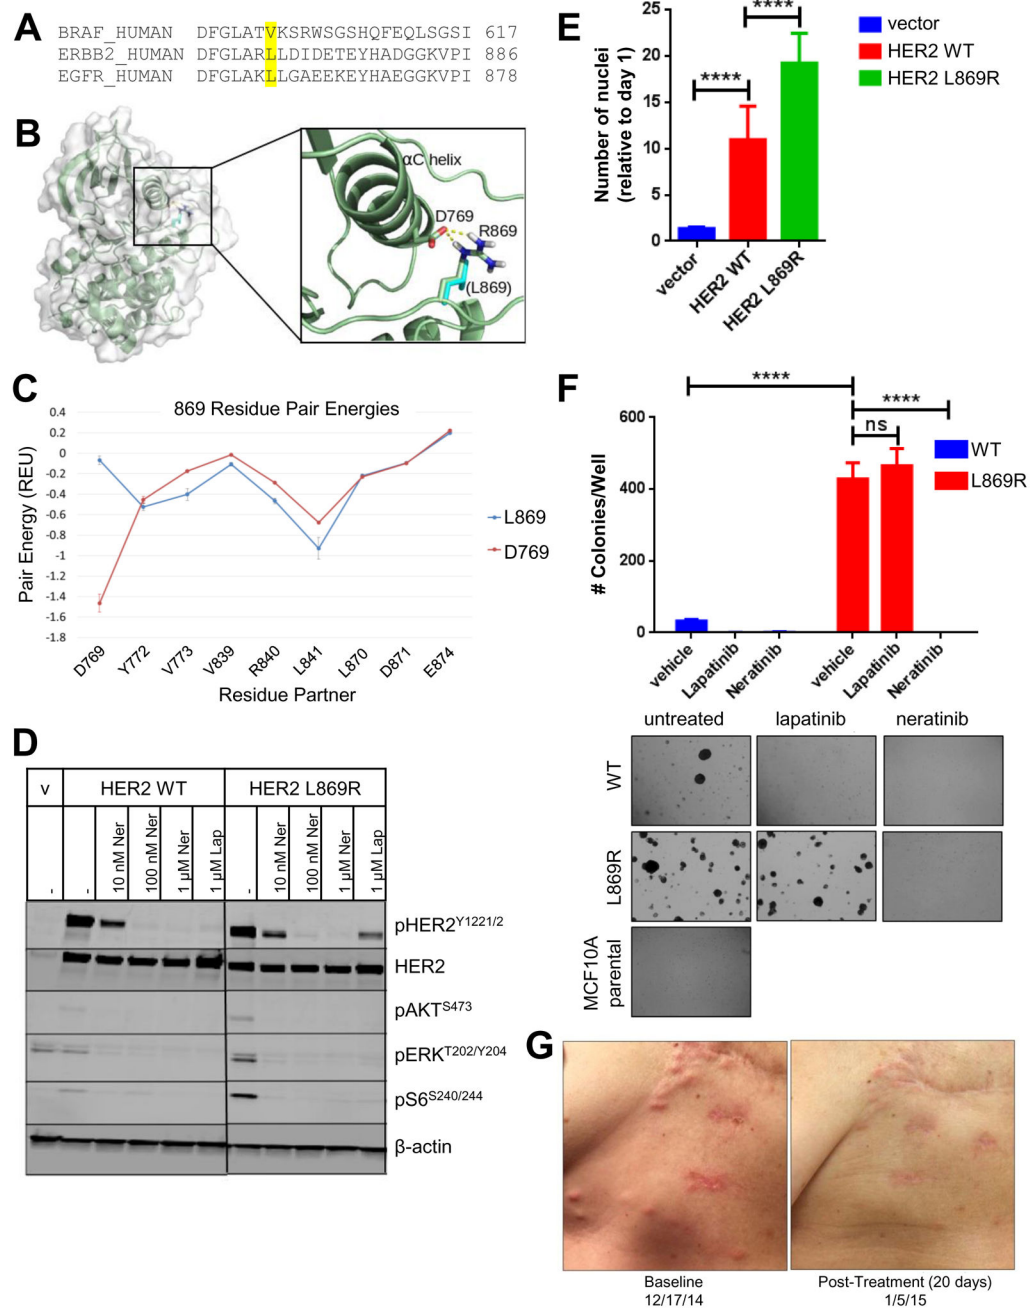 A
BRAF_HUMAN DFGLATVKSRWSGSHQFEQLSGSI 617
ERBB2_HUMAN DFGLARLLDIDETEYHADGGKVPI 886
EGFR_HUMAN DFGLAKLLGAEEKEYHAEGGKVPI 878
B
αC helix
D769
R869
(L869)
C
869 Residue Pair Energies
Pair Energy (REU)
0.4
0.2
0
-0.2
-0.4
-0.6
-0.8
-1
-1.2
-1.4
-1.6
-1.8
D769
Y772
V773
V839
R840
L841
L870
D871
E874
Residue Partner
L869
D769
D
v
HER2 WT
HER2 L869R
-
-
10 nM Ner
100 nM Ner
1 µM Ner
1 µM Lap
-
10 nM Ner
100 nM Ner
1 µM Ner
1 µM Lap
pHER2Y1221/2
HER2
pAKTS473
pERKT202/Y204
pS6S240/244
β-actin
E
Number of nuclei
(relative to day 1)
25
20
15
10
5
0
****
****
vector
HER2 WT
HER2 L869R
vector
HER2 WT
HER2 L869R
F
# Colonies/Well
600
400
200
0
****
****
ns
WT
L869R
vehicle
Lapatinib
Neratinib
vehicle
Lapatinib
Neratinib
untreated
lapatinib
neratinib
WT
L869R
MCF10A
parental
G
Baseline
12/17/14
Post-Treatment (20 days)
1/5/15